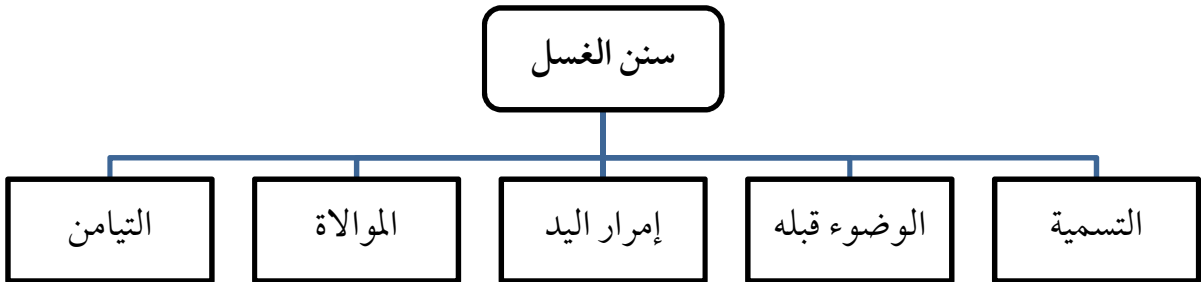 سنن الغسل
التسمية
الوضوء قبله
إمرار اليد
الموالاة
التيامن